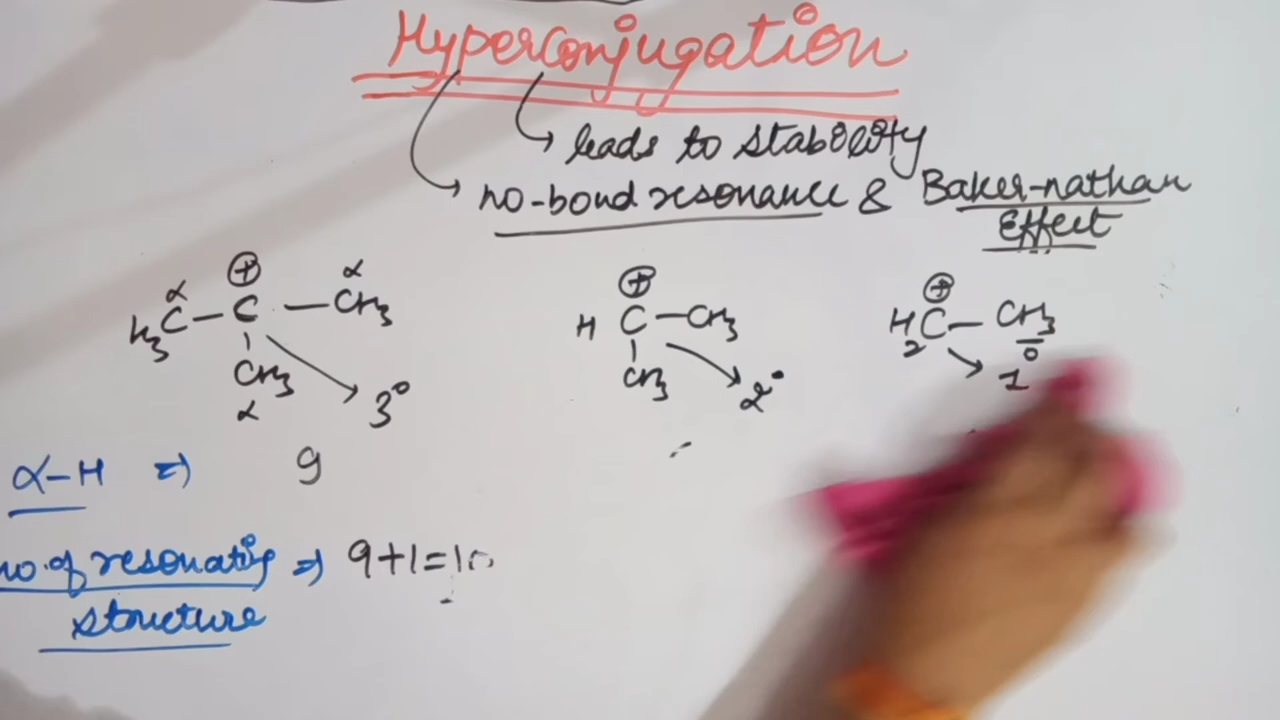 Hyperconjugation
leads to stability
no-bond resonance & Baker-nathan
Effect
⊕ ⊕ ⊕
α α
H₃C – C – CH₃ H C – CH₃ H₂C – CH₃
CH₃ 3° CH₃ 2° 1°
α
α-H ⇒ 9
no. of resonating ⇒ 9+1=10
structure